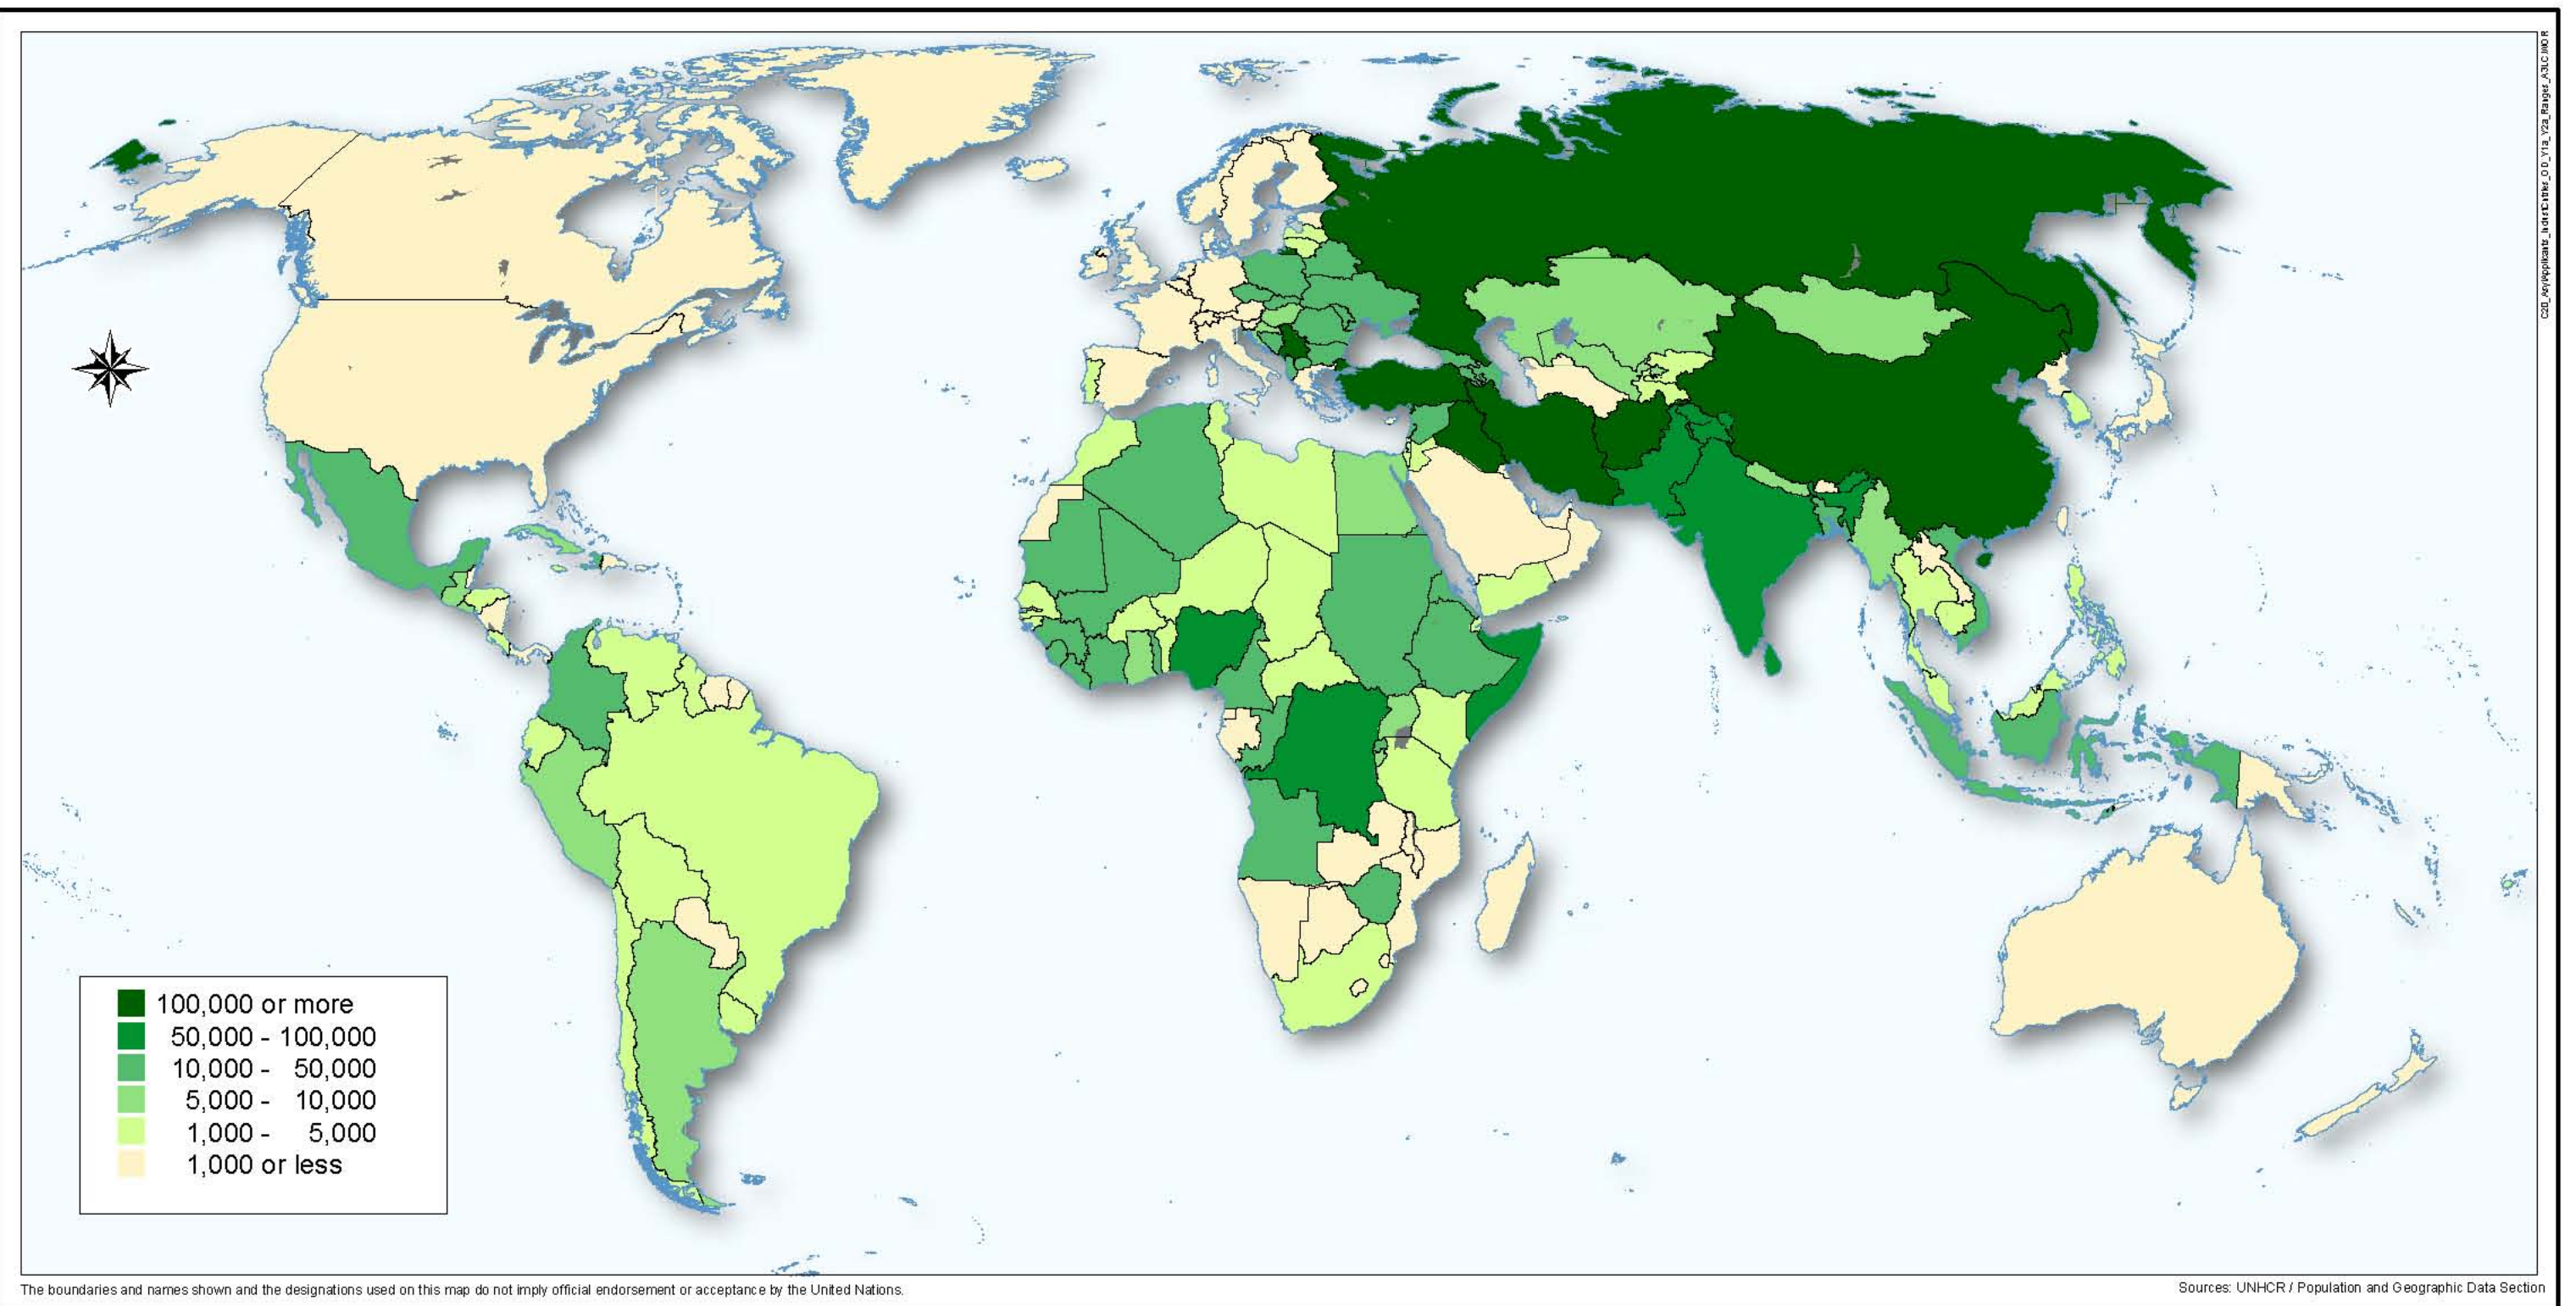 100,000 or more
50,000 - 100,000
10,000 - 50,000
5,000 - 10,000
1,000 - 5,000
1,000 or less
The boundaries and names shown and the designations used on this map do not imply official endorsement or acceptance by the United Nations.
Sources: UNHCR / Population and Geographic Data Section